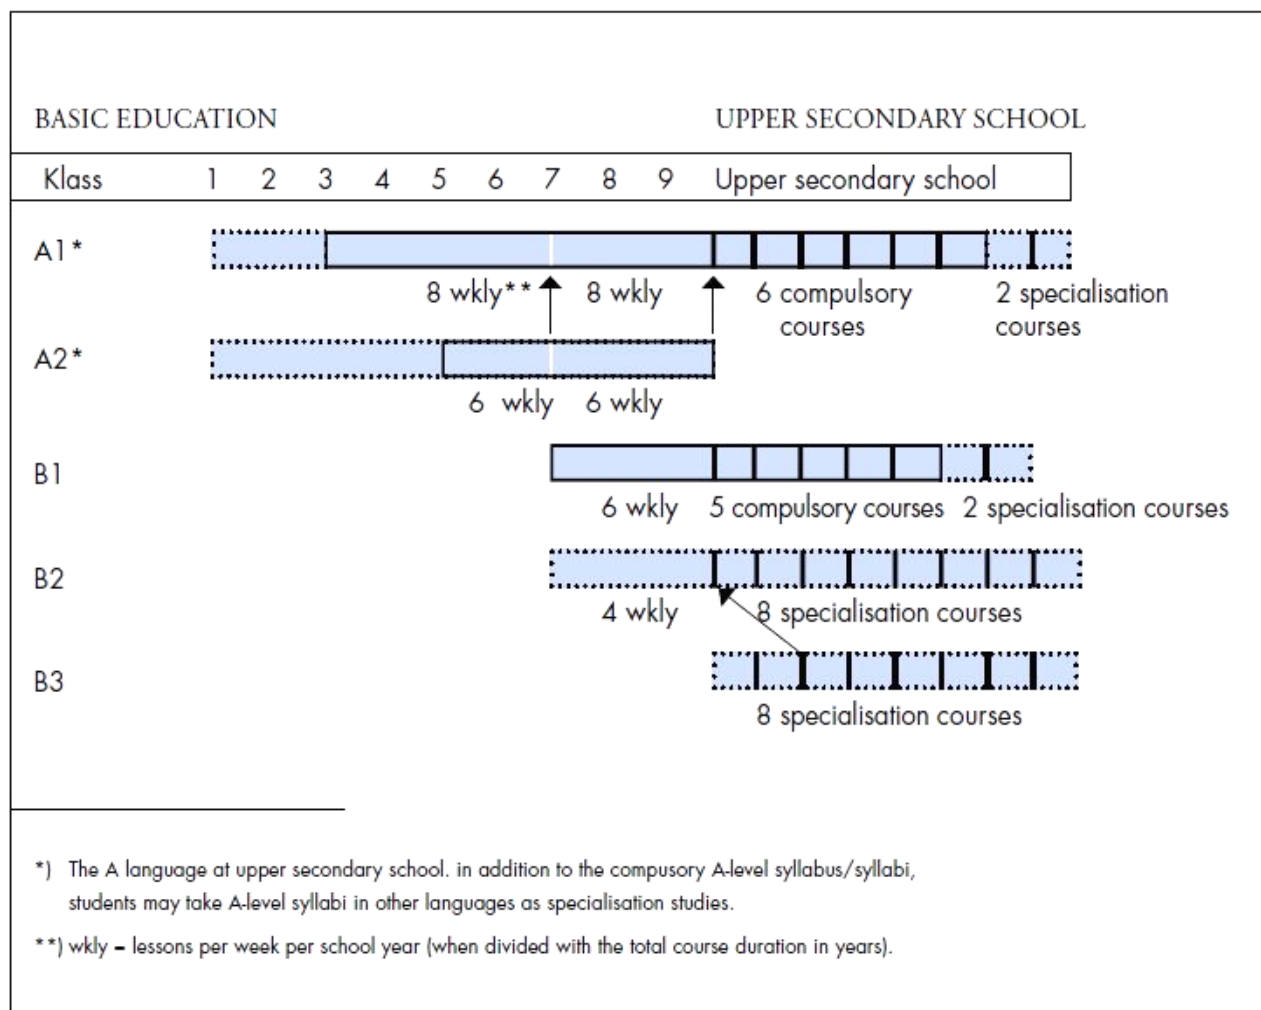 BASIC EDUCATION UPPER SECONDARY SCHOOL
Klass 1 2 3 4 5 6 7 8 9 Upper secondary school
A1*
8 wkly** 8 wkly 6 compulsory courses 2 specialisation courses
A2*
6 wkly 6 wkly
B1
6 wkly 5 compulsory courses 2 specialisation courses
B2
4 wkly 8 specialisation courses
B3
8 specialisation courses
*) The A language at upper secondary school. in addition to the compusory A-level syllabus/syllabi,
students may take A-level syllabi in other languages as specialisation studies.
**) wkly – lessons per week per school year (when divided with the total course duration in years).